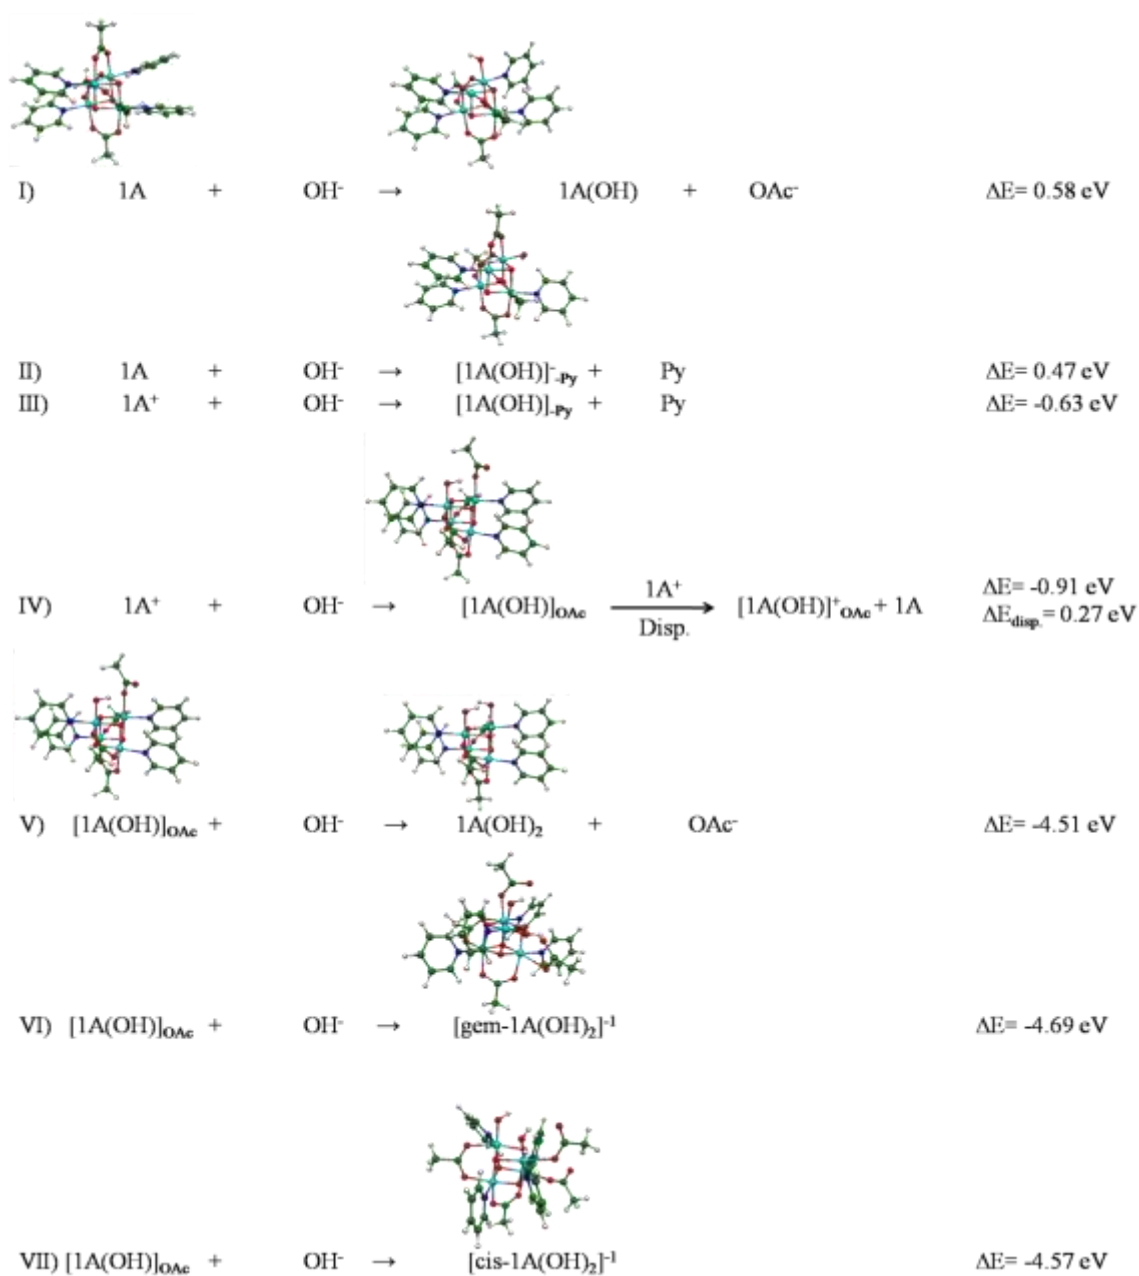 I) 1A + OH⁻ → 1A(OH) + OAc⁻ ΔE= 0.58 eV
II) 1A + OH⁻ → [1A(OH)]⁻₋Py + Py ΔE= 0.47 eV
III) 1A⁺ + OH⁻ → [1A(OH)]₋Py + Py ΔE= -0.63 eV
IV) 1A⁺ + OH⁻ → [1A(OH)]OAc 1A⁺ Disp. → [1A(OH)]⁺OAc + 1A ΔE= -0.91 eV
ΔEdisp.= 0.27 eV
V) [1A(OH)]OAc + OH⁻ → 1A(OH)₂ + OAc⁻ ΔE= -4.51 eV
VI) [1A(OH)]OAc + OH⁻ → [gem-1A(OH)₂]⁻¹ ΔE= -4.69 eV
VII) [1A(OH)]OAc + OH⁻ → [cis-1A(OH)₂]⁻¹ ΔE= -4.57 eV